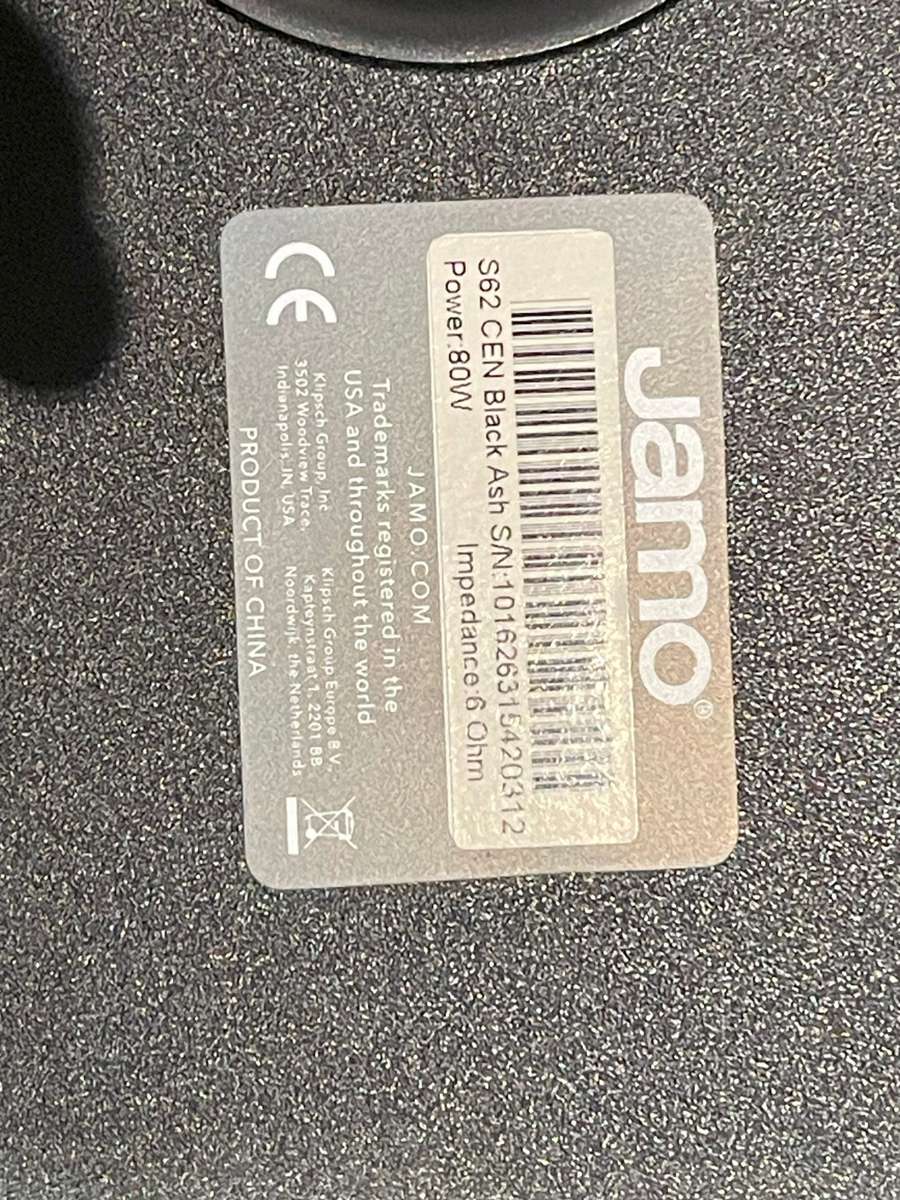 Jamo®
S62 CEN Black Ash S/N:101626315420312
Power:80W Impedance:6 Ohm
JAMO.COM
Trademarks registered in the
USA and throughout the world
Klipsch Group, Inc
3502 Woodview Trace,
Indianapolis, IN, USA
Klipsch Group Europe B.V.,
Kapteynstraat 1, 2201 BB,
Noordwijk, the Netherlands
PRODUCT OF CHINA
CE